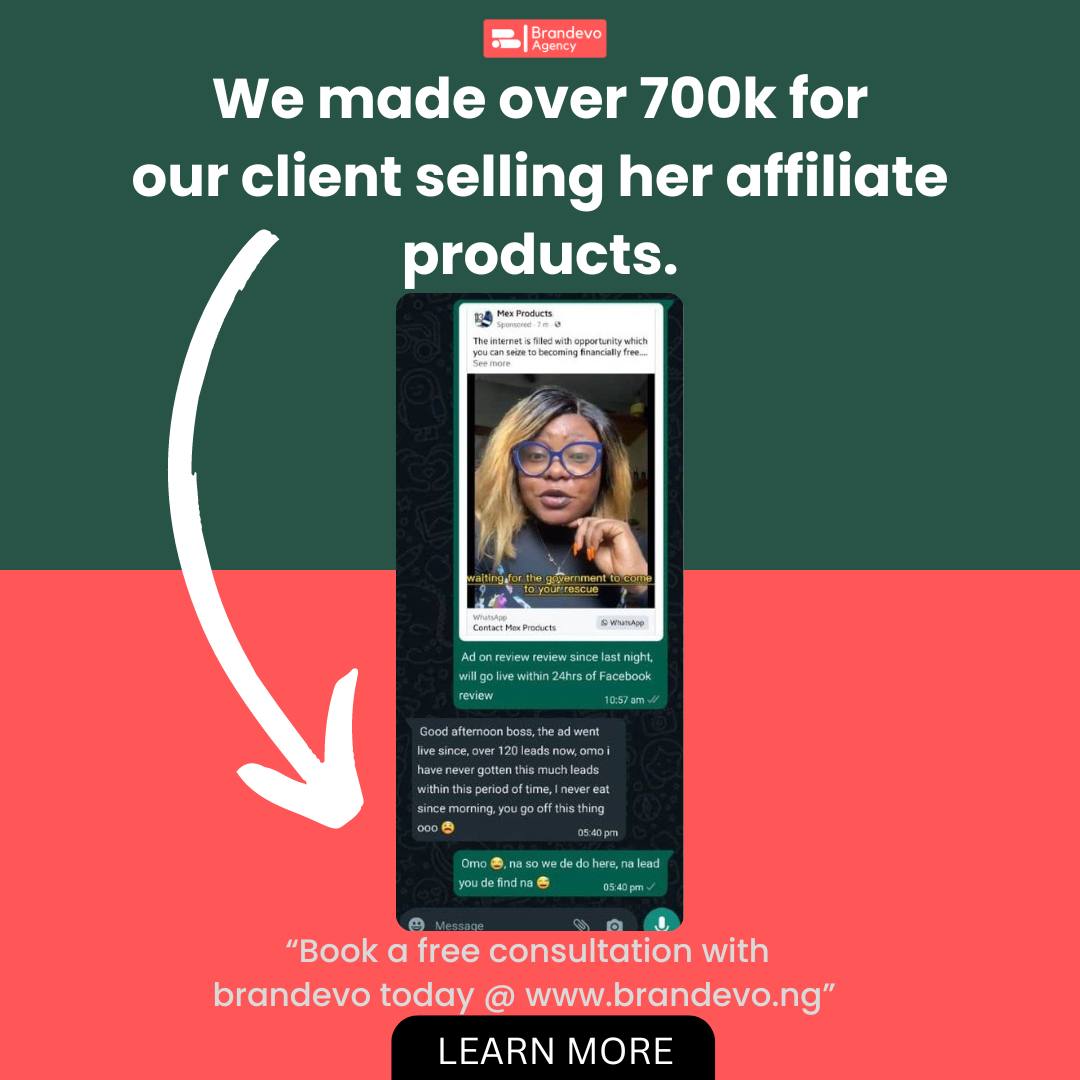 Brandevo
Agency
We made over 700k for
our client selling her affiliate
products.
Mex Products
Sponsored · 7 m ·
The internet is filled with opportunity which
you can seize to becoming financially free....
See more
waiting for the government to come
to your rescue
WhatsApp
Contact Mex Products
WhatsApp
Ad on review review since last night,
will go live within 24hrs of Facebook
review
10:57 am
Good afternoon boss, the ad went
live since, over 120 leads now, omo i
have never gotten this much leads
within this period of time, I never eat
since morning, you go off this thing
ooo 😫
05:40 pm
Omo 😅, na so we de do here, na lead
you de find na 😅
05:40 pm
Message
“Book a free consultation with
brandevo today @ www.brandevo.ng”
LEARN MORE